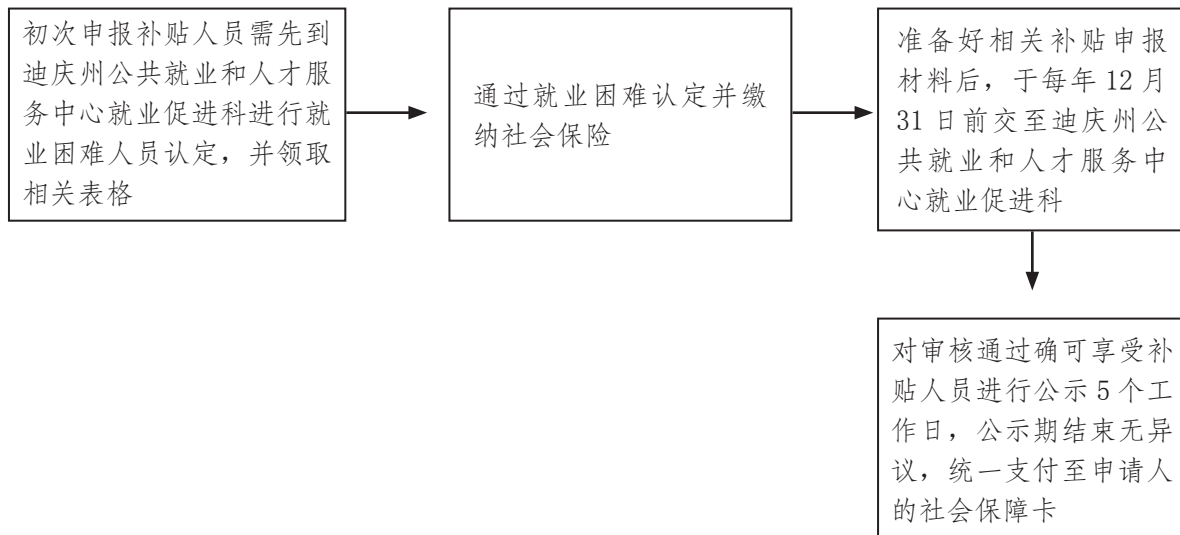 初次申报补贴人员需先到
迪庆州公共就业和人才服
务中心就业促进科进行就
业困难人员认定，并领取
相关表格
通过就业困难认定并缴
纳社会保险
准备好相关补贴申报
材料后，于每年 12 月
31 日前交至迪庆州公
共就业和人才服务中
心就业促进科
对审核通过确可享受补
贴人员进行公示 5 个工
作日，公示期结束无异
议，统一支付至申请人
的社会保障卡